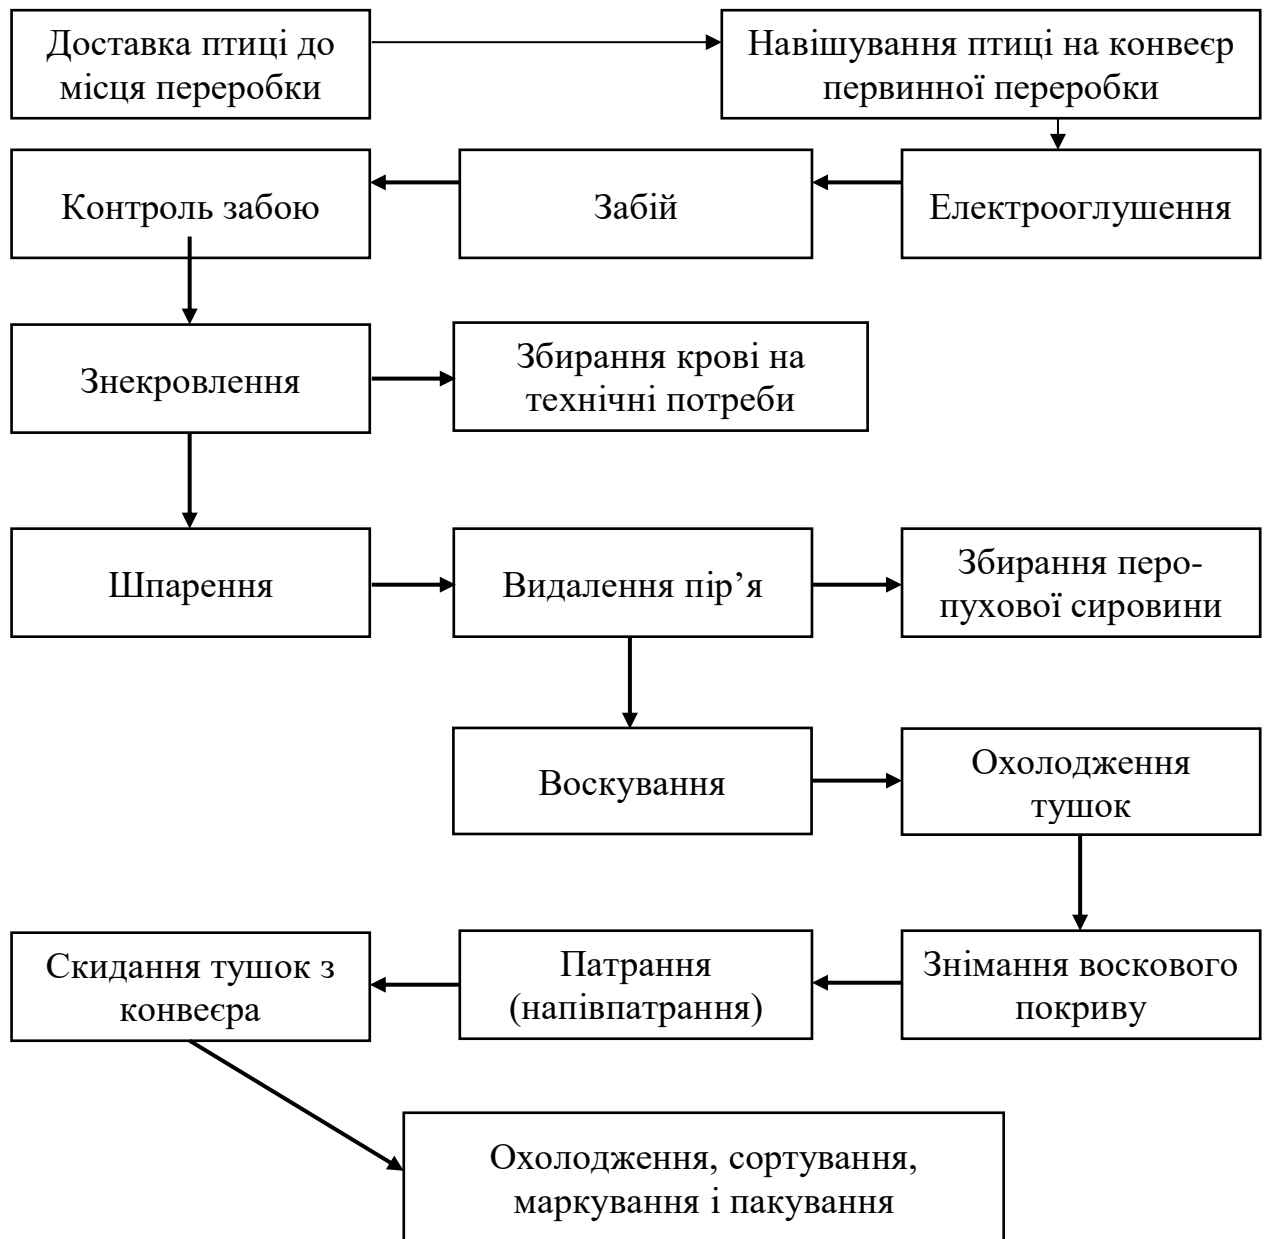 Доставка птиці до
місця переробки
Навішування птиці на конвеєр
первинної переробки
Контроль забою
Забій
Електрооглушення
Знекровлення
Збирання крові на
технічні потреби
Шпарення
Видалення пір’я
Збирання перо-
пухової сировини
Воскування
Охолодження
тушок
Скидання тушок з
конвеєра
Патрання
(напівпатрання)
Знімання воскового
покриву
Охолодження, сортування,
маркування і пакування